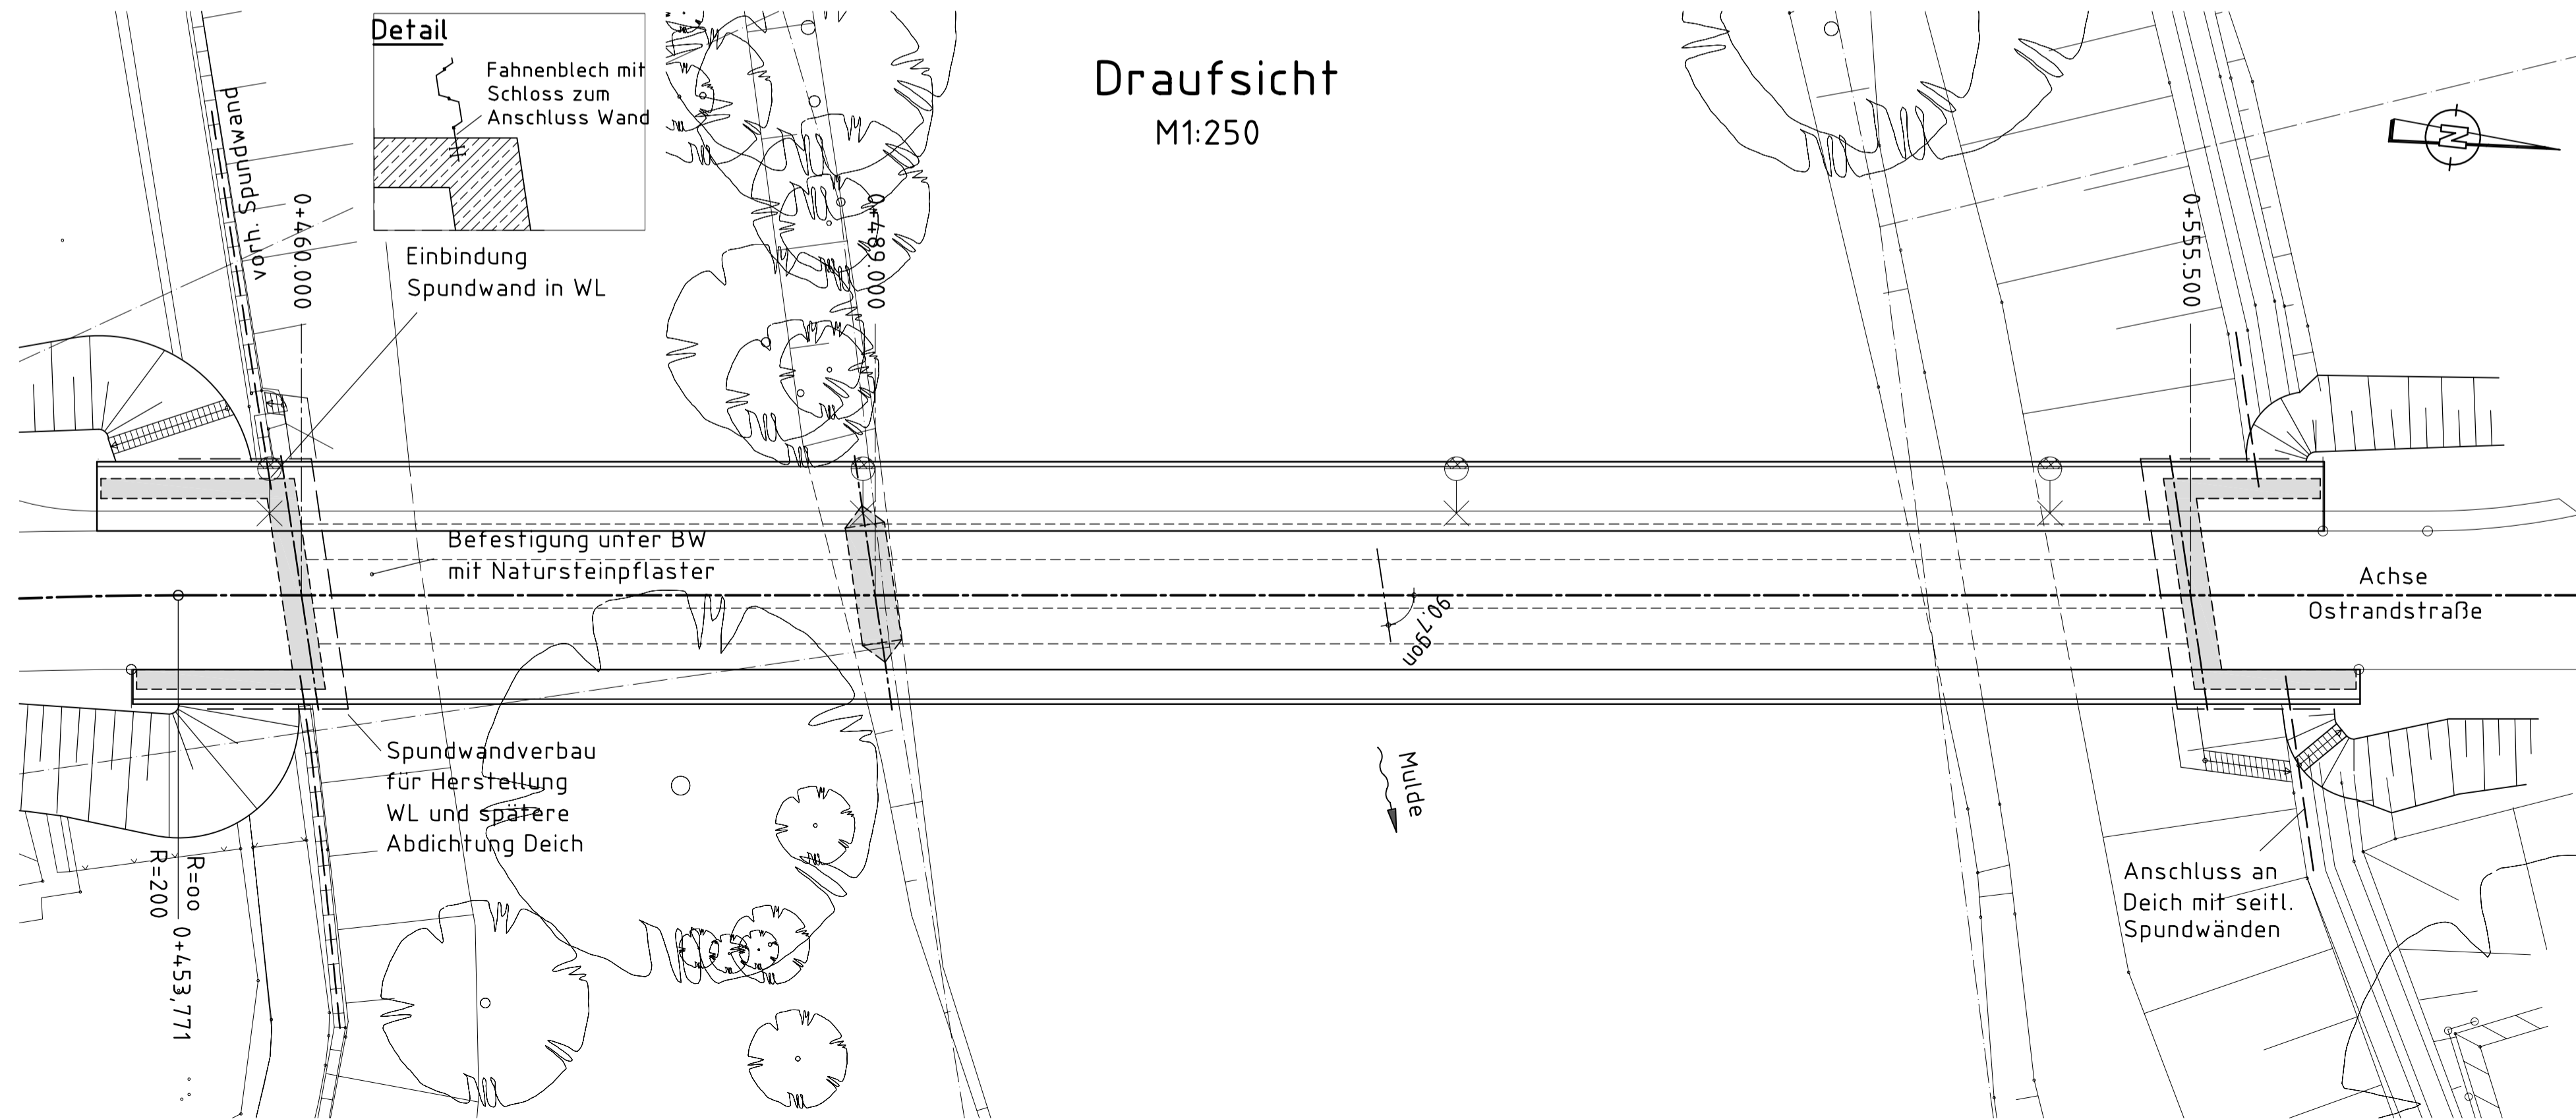 Detail
Fahnenblech mit
Schloss zum
Anschluss Wand
Draufsicht
M1:250
N
vorh. Spundwand
0+460.000
0+489.000
0+555.500
Einbindung
Spundwand in WL
Befestigung unter BW
mit Natursteinpflaster
Achse
Ostrandstraße
90.7gon
Spundwandverbau
für Herstellung
WL und spätere
Abdichtung Deich
Mulde
Anschluss an
Deich mit seitl.
Spundwänden
R=oo
R=200
0+453,771